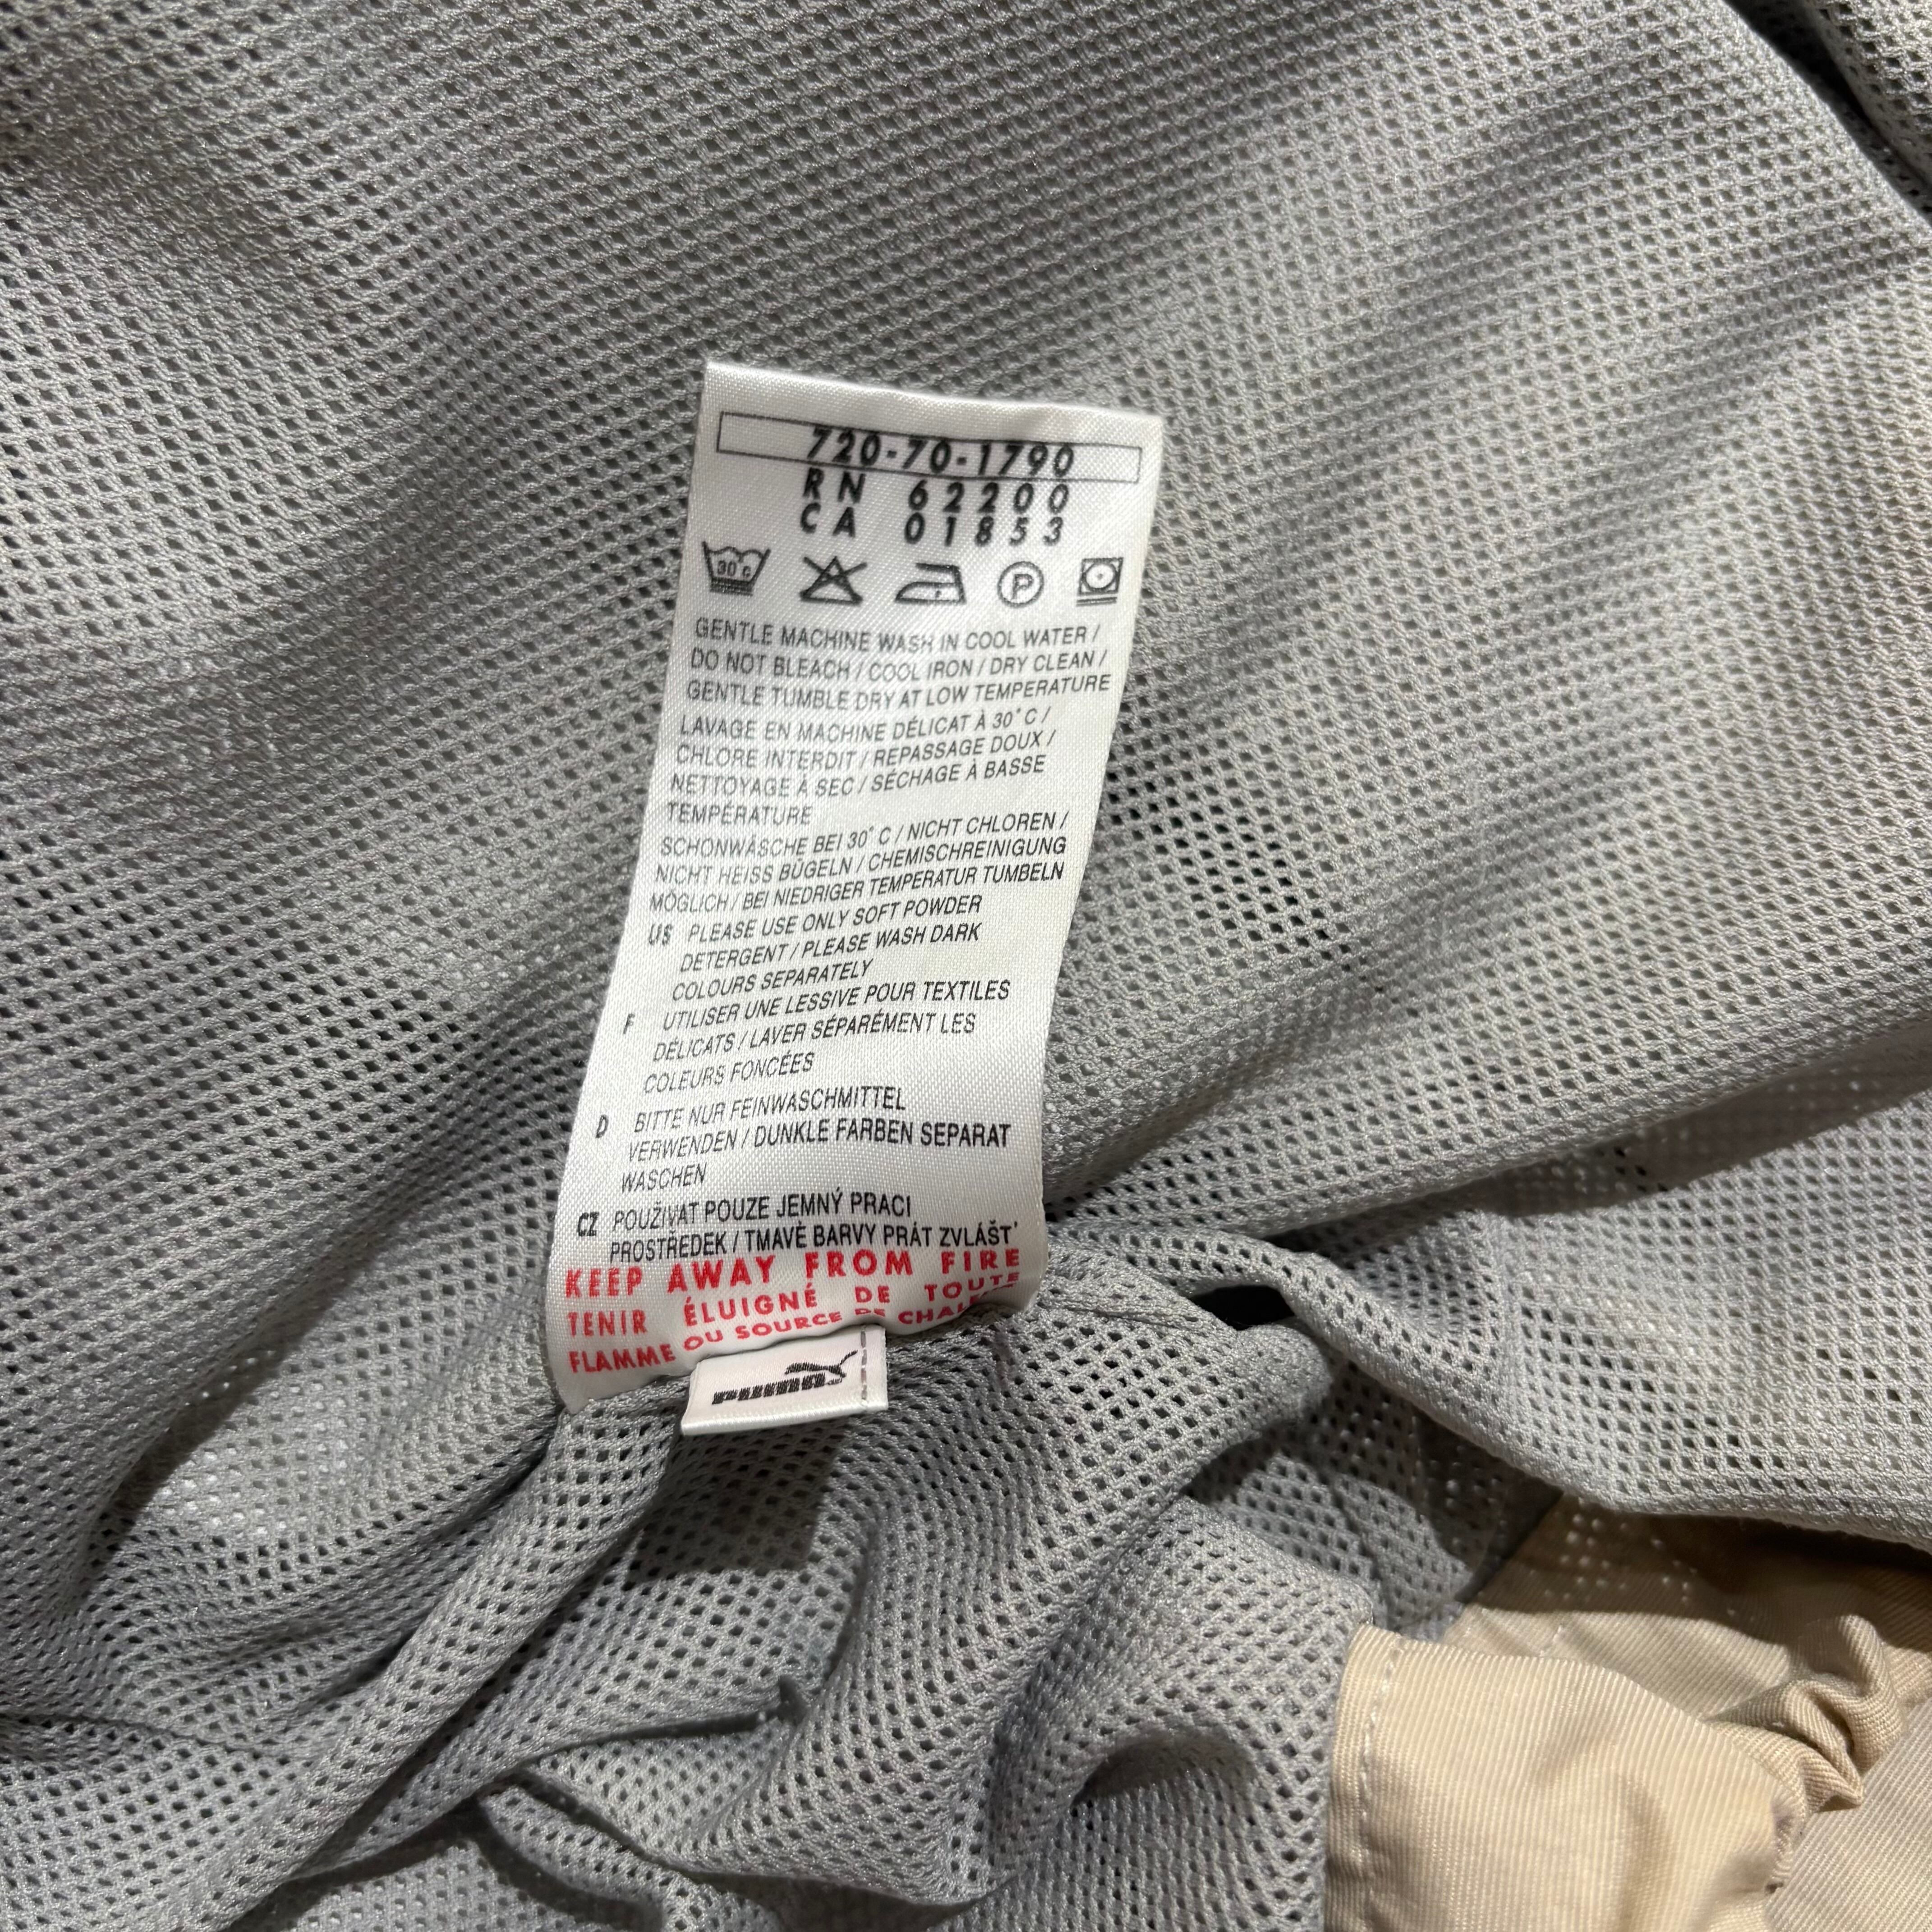 720-70-1790
RN 62200
CA 01853
30°C
P
GENTLE MACHINE WASH IN COOL WATER /
DO NOT BLEACH / COOL IRON / DRY CLEAN /
GENTLE TUMBLE DRY AT LOW TEMPERATURE
LAVAGE EN MACHINE DÉLICAT À 30°C /
CHLORE INTERDIT / REPASSAGE DOUX /
NETTOYAGE À SEC / SÉCHAGE À BASSE
TEMPÉRATURE
SCHONWÄSCHE BEI 30°C / NICHT CHLOREN /
NICHT HEISS BÜGELN / CHEMISCHREINIGUNG
MÖGLICH / BEI NIEDRIGER TEMPERATUR TUMBELN
US PLEASE USE ONLY SOFT POWDER
DETERGENT / PLEASE WASH DARK
COLOURS SEPARATELY
F UTILISER UNE LESSIVE POUR TEXTILES
DÉLICATS / LAVER SÉPARÉMENT LES
COLEURS FONCÉES
D BITTE NUR FEINWASCHMITTEL
VERWENDEN / DUNKLE FARBEN SEPARAT
WASCHEN
CZ POUŽIVAT POUZE JEMNÝ PRACI
PROSTŘEDEK / TMAVÉ BARVY PRÁT ZVLÁŠT'
KEEP AWAY FROM FIRE
TENIR ÉLUIGNÉ DE TOUTE
FLAMME OU SOURCE DE
PUMA